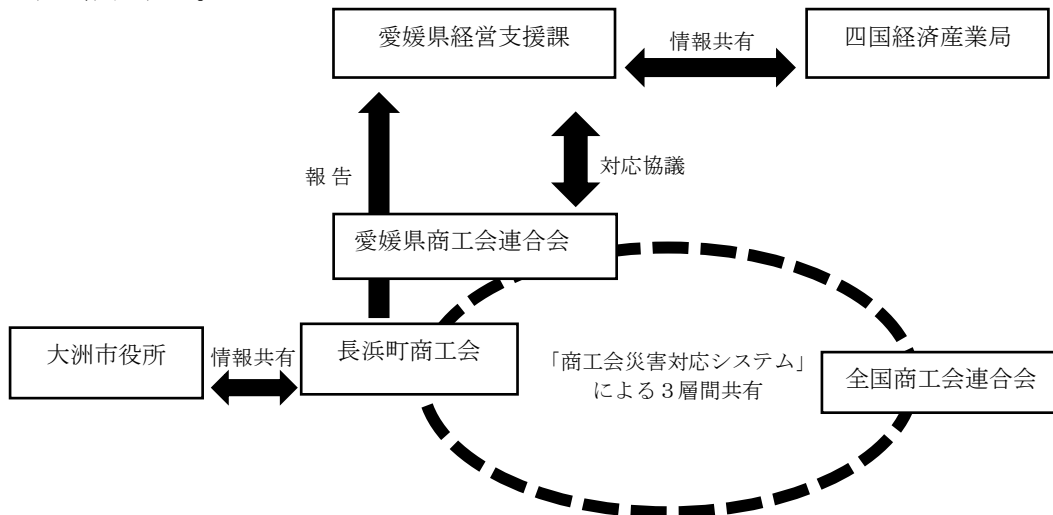 愛媛県経営支援課
情報共有
四国経済産業局
報 告
対応協議
愛媛県商工会連合会
大洲市役所
情報共有
長浜町商工会
「商工会災害対応システム」
による3層間共有
全国商工会連合会